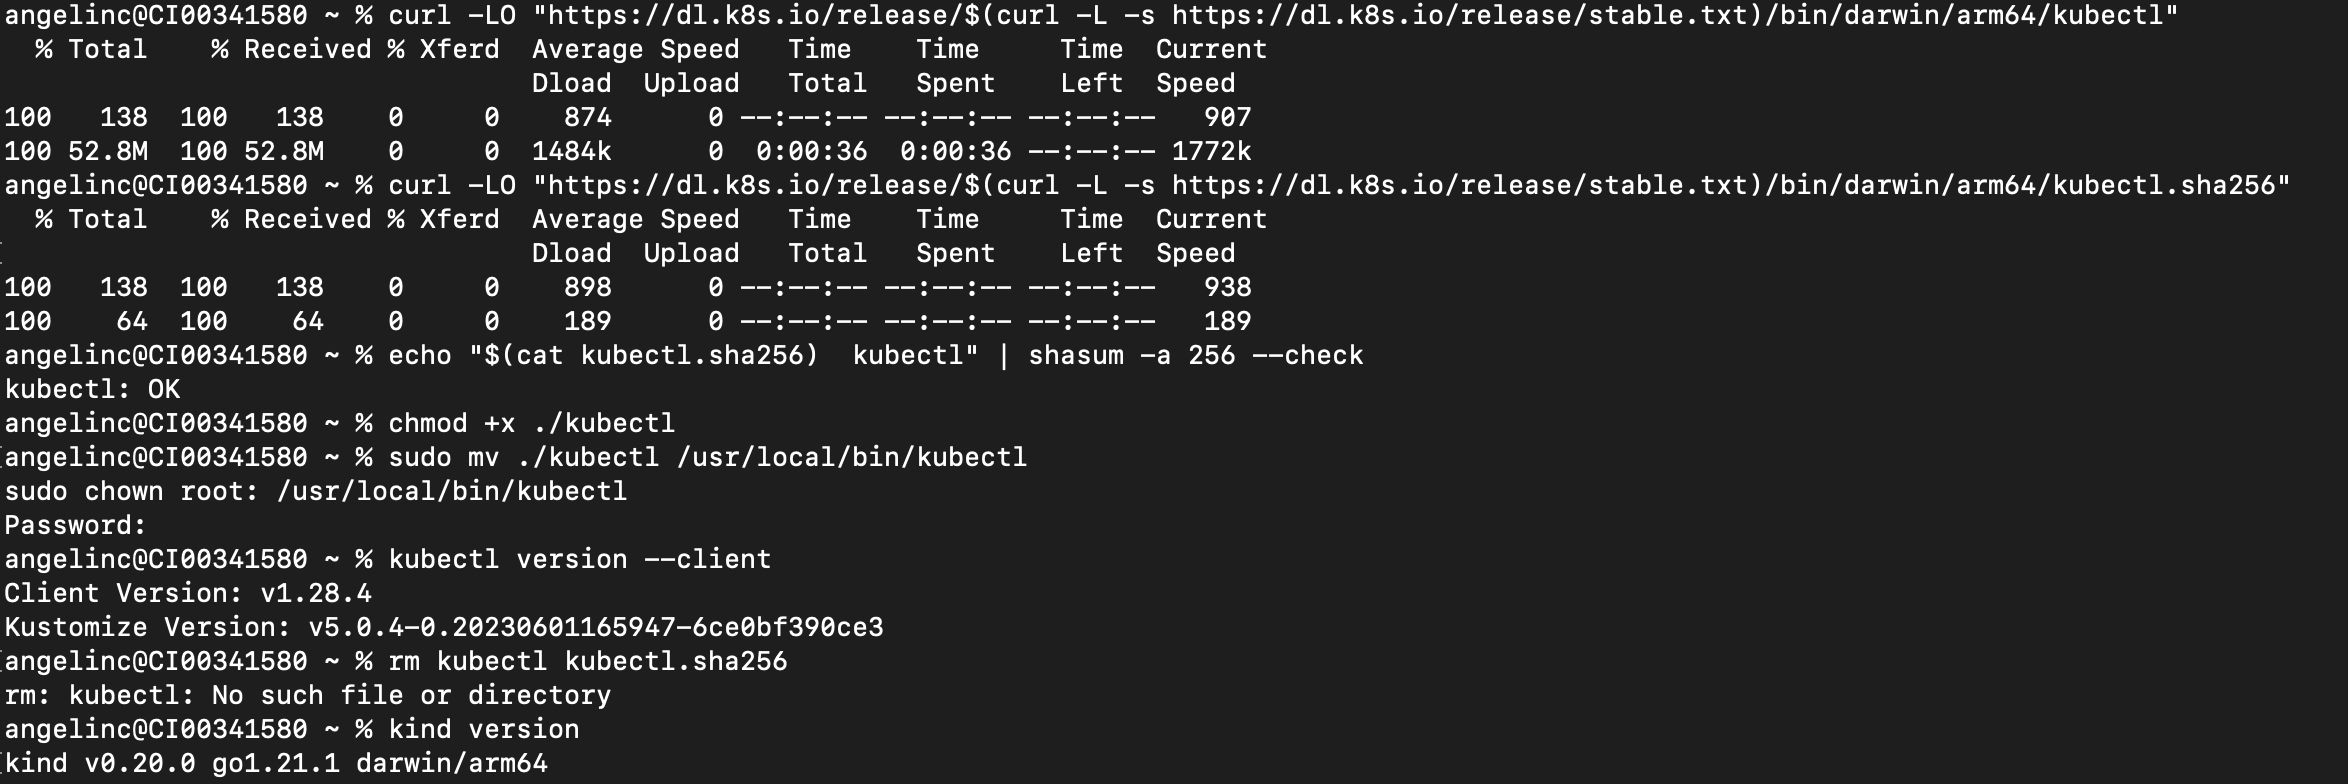 angelinc@CI00341580 ~ % curl -LO "https://dl.k8s.io/release/$(curl -L -s https://dl.k8s.io/release/stable.txt)/bin/darwin/arm64/kubectl"
  % Total    % Received % Xferd  Average Speed   Time    Time     Time  Current
                                 Dload  Upload   Total   Spent    Left  Speed
100   138  100   138    0     0    874      0 --:--:-- --:--:-- --:--:--   907
100 52.8M  100 52.8M    0     0  1484k      0  0:00:36  0:00:36 --:--:-- 1772k
angelinc@CI00341580 ~ % curl -LO "https://dl.k8s.io/release/$(curl -L -s https://dl.k8s.io/release/stable.txt)/bin/darwin/arm64/kubectl.sha256"
  % Total    % Received % Xferd  Average Speed   Time    Time     Time  Current
                                 Dload  Upload   Total   Spent    Left  Speed
100   138  100   138    0     0    898      0 --:--:-- --:--:-- --:--:--   938
100    64  100    64    0     0    189      0 --:--:-- --:--:-- --:--:--   189
angelinc@CI00341580 ~ % echo "$(cat kubectl.sha256)  kubectl" | shasum -a 256 --check
kubectl: OK
angelinc@CI00341580 ~ % chmod +x ./kubectl
angelinc@CI00341580 ~ % sudo mv ./kubectl /usr/local/bin/kubectl
sudo chown root: /usr/local/bin/kubectl
Password:
angelinc@CI00341580 ~ % kubectl version --client
Client Version: v1.28.4
Kustomize Version: v5.0.4-0.20230601165947-6ce0bf390ce3
angelinc@CI00341580 ~ % rm kubectl kubectl.sha256
rm: kubectl: No such file or directory
angelinc@CI00341580 ~ % kind version
kind v0.20.0 go1.21.1 darwin/arm64